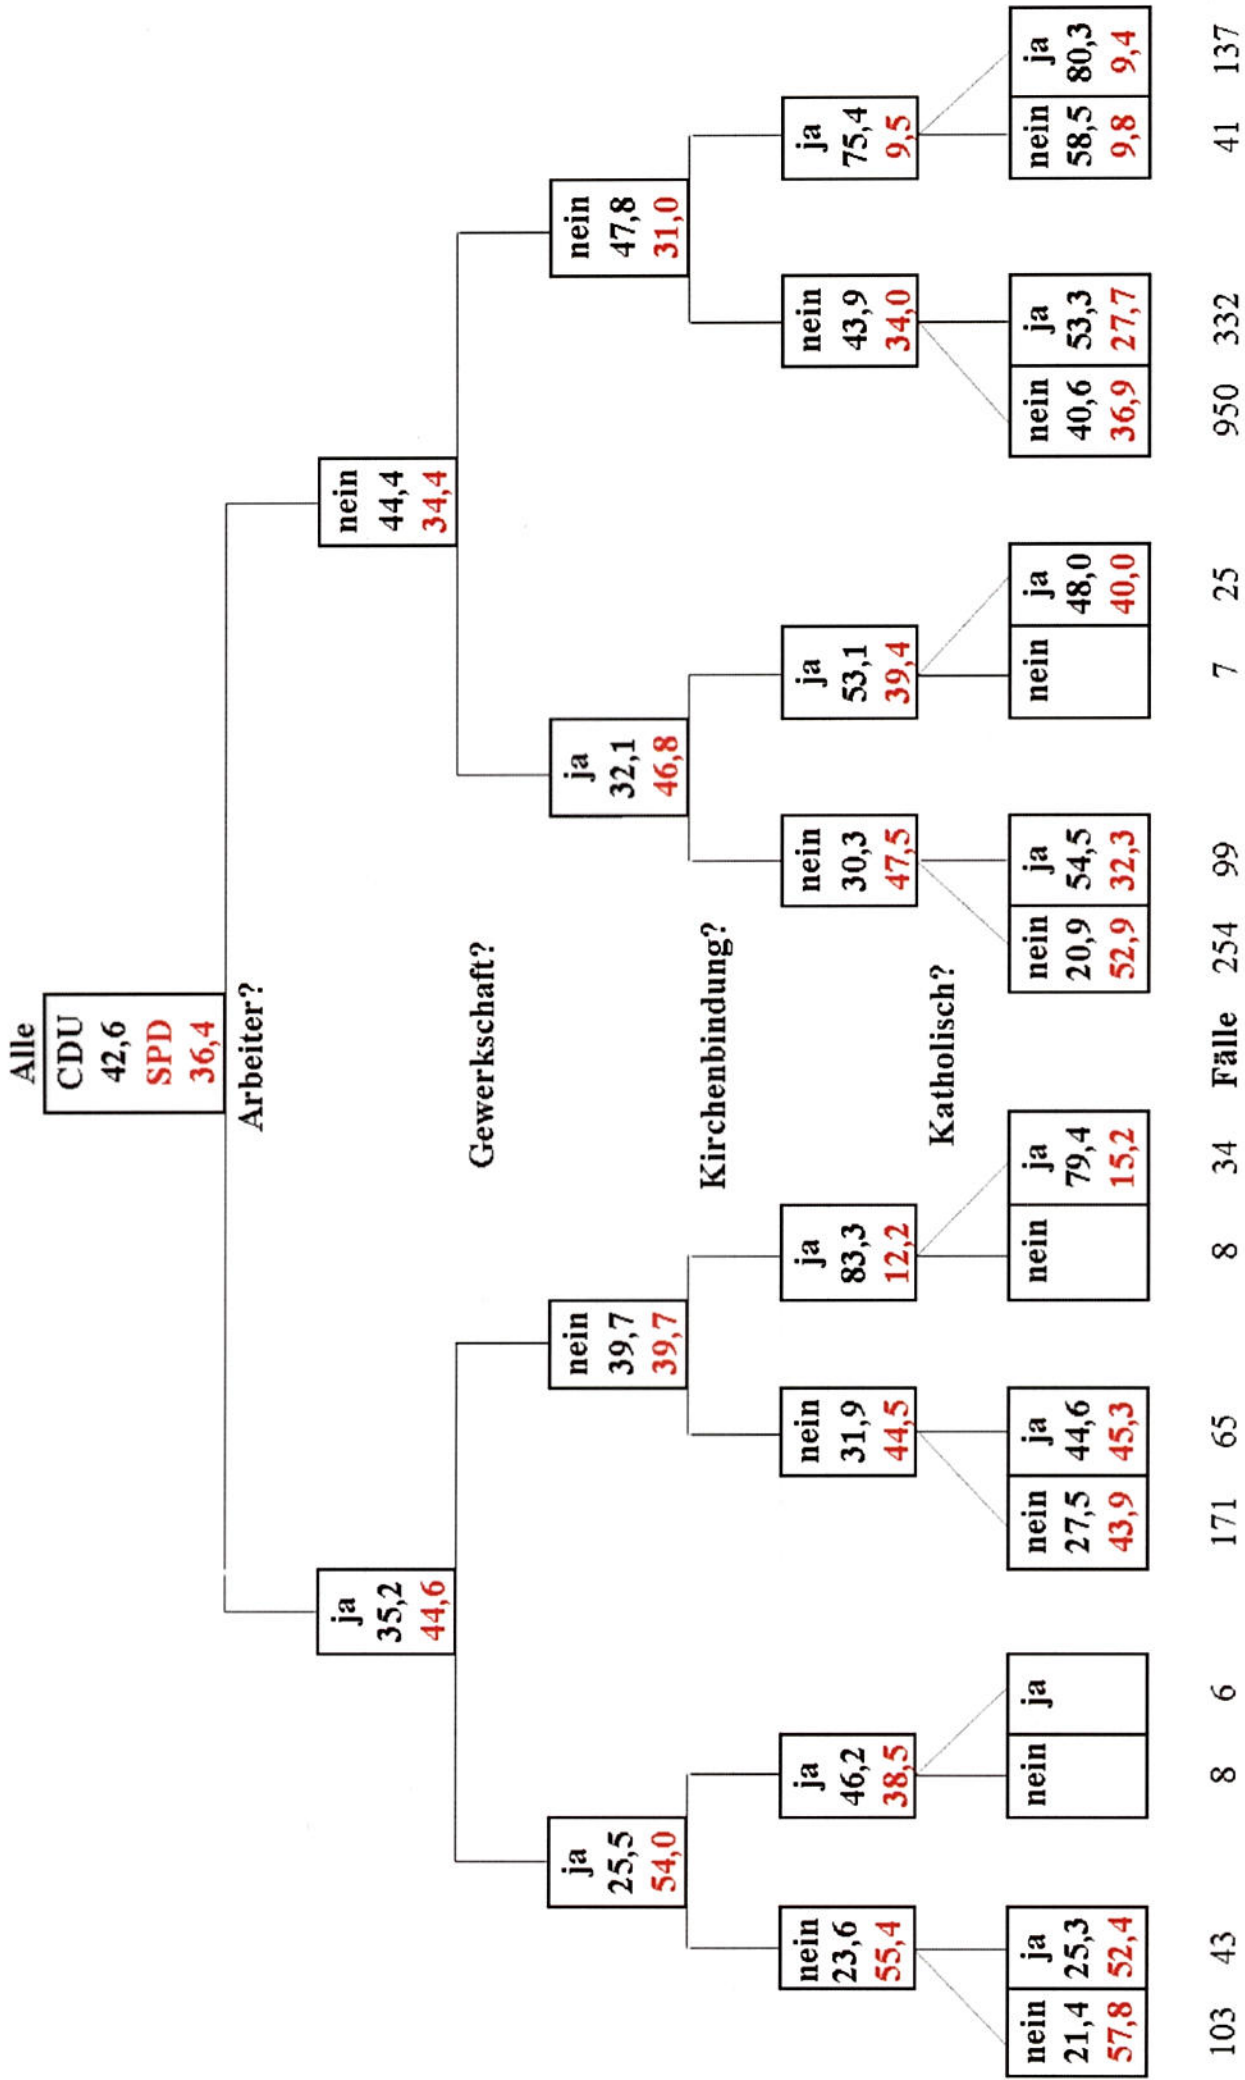 Alle
CDU
42,6
SPD
36,4
Arbeiter?
ja
35,2
44,6
nein
44,4
34,4
Gewerkschaft?
ja
25,5
54,0
nein
39,7
39,7
ja
32,1
46,8
nein
47,8
31,0
Kirchenbindung?
nein
23,6
55,4
ja
46,2
38,5
nein
31,9
44,5
ja
83,3
12,2
nein
30,3
47,5
ja
53,1
39,4
nein
43,9
34,0
ja
75,4
9,5
Katholisch?
nein
21,4
57,8
ja
25,3
52,4
nein
ja
nein
27,5
43,9
ja
44,6
45,3
nein
ja
79,4
15,2
nein
20,9
52,9
ja
54,5
32,3
nein
ja
48,0
40,0
nein
40,6
36,9
ja
53,3
27,7
nein
58,5
9,8
ja
80,3
9,4
103 43 8 6 171 65 8 34 Fälle 254 99 7 25 950 332 41 137